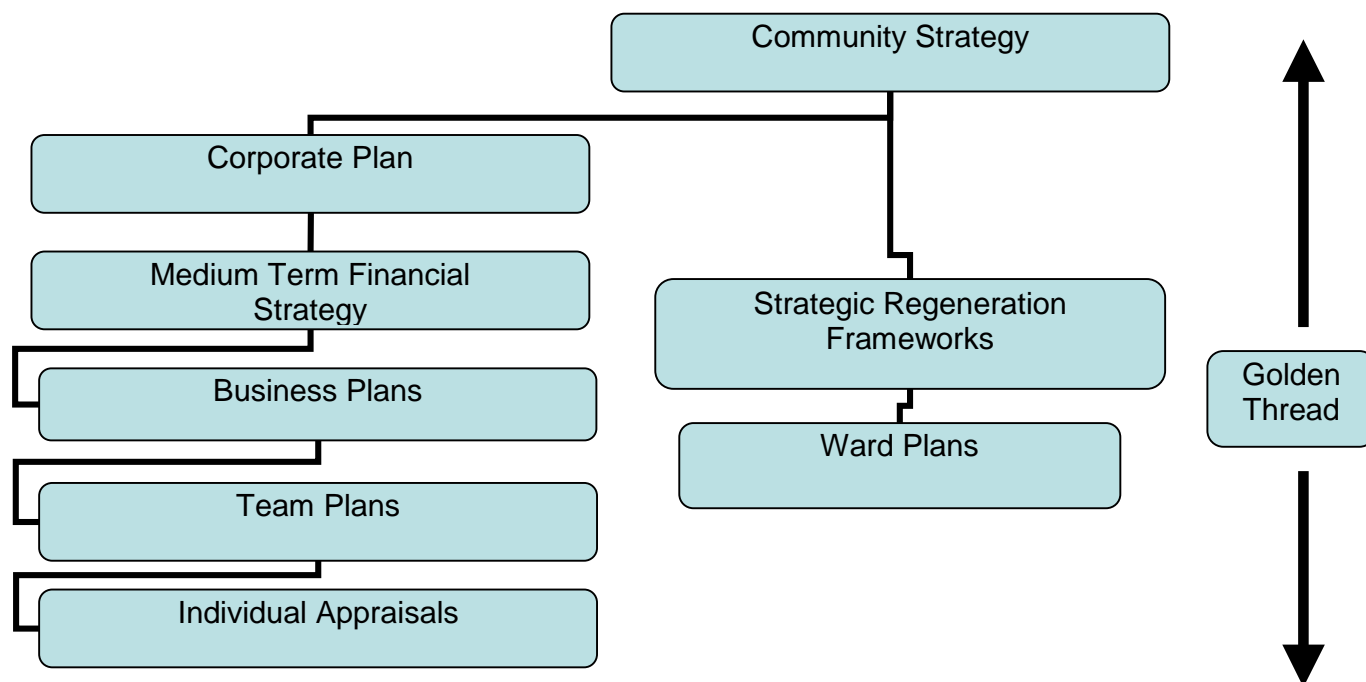 Community Strategy
Corporate Plan
Medium Term Financial
Strategy
Strategic Regeneration
Frameworks
Golden
Thread
Business Plans
Ward Plans
Team Plans
Individual Appraisals